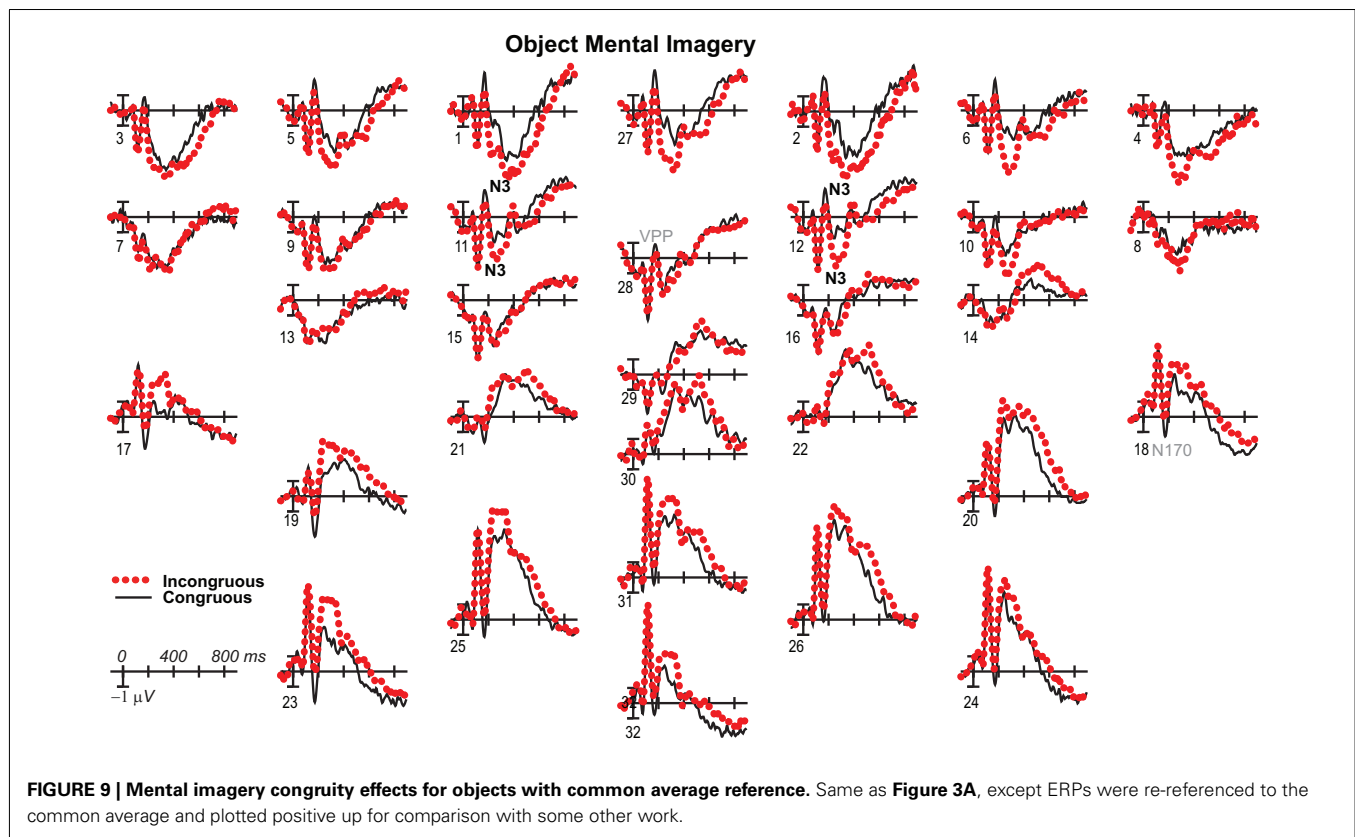 Object Mental Imagery
3 5 1 27 2 6 4
N3 N3
7 9 11 VPP 28 12 10 8
N3 N3
13 15 16 14
17 21 29 22 18 N170
30
19 20
Incongruous
Congruous
31
25 26
0 400 800 ms
−1 µV
23 32 24
32
FIGURE 9 | Mental imagery congruity effects for objects with common average reference. Same as Figure 3A, except ERPs were re-referenced to the
common average and plotted positive up for comparison with some other work.